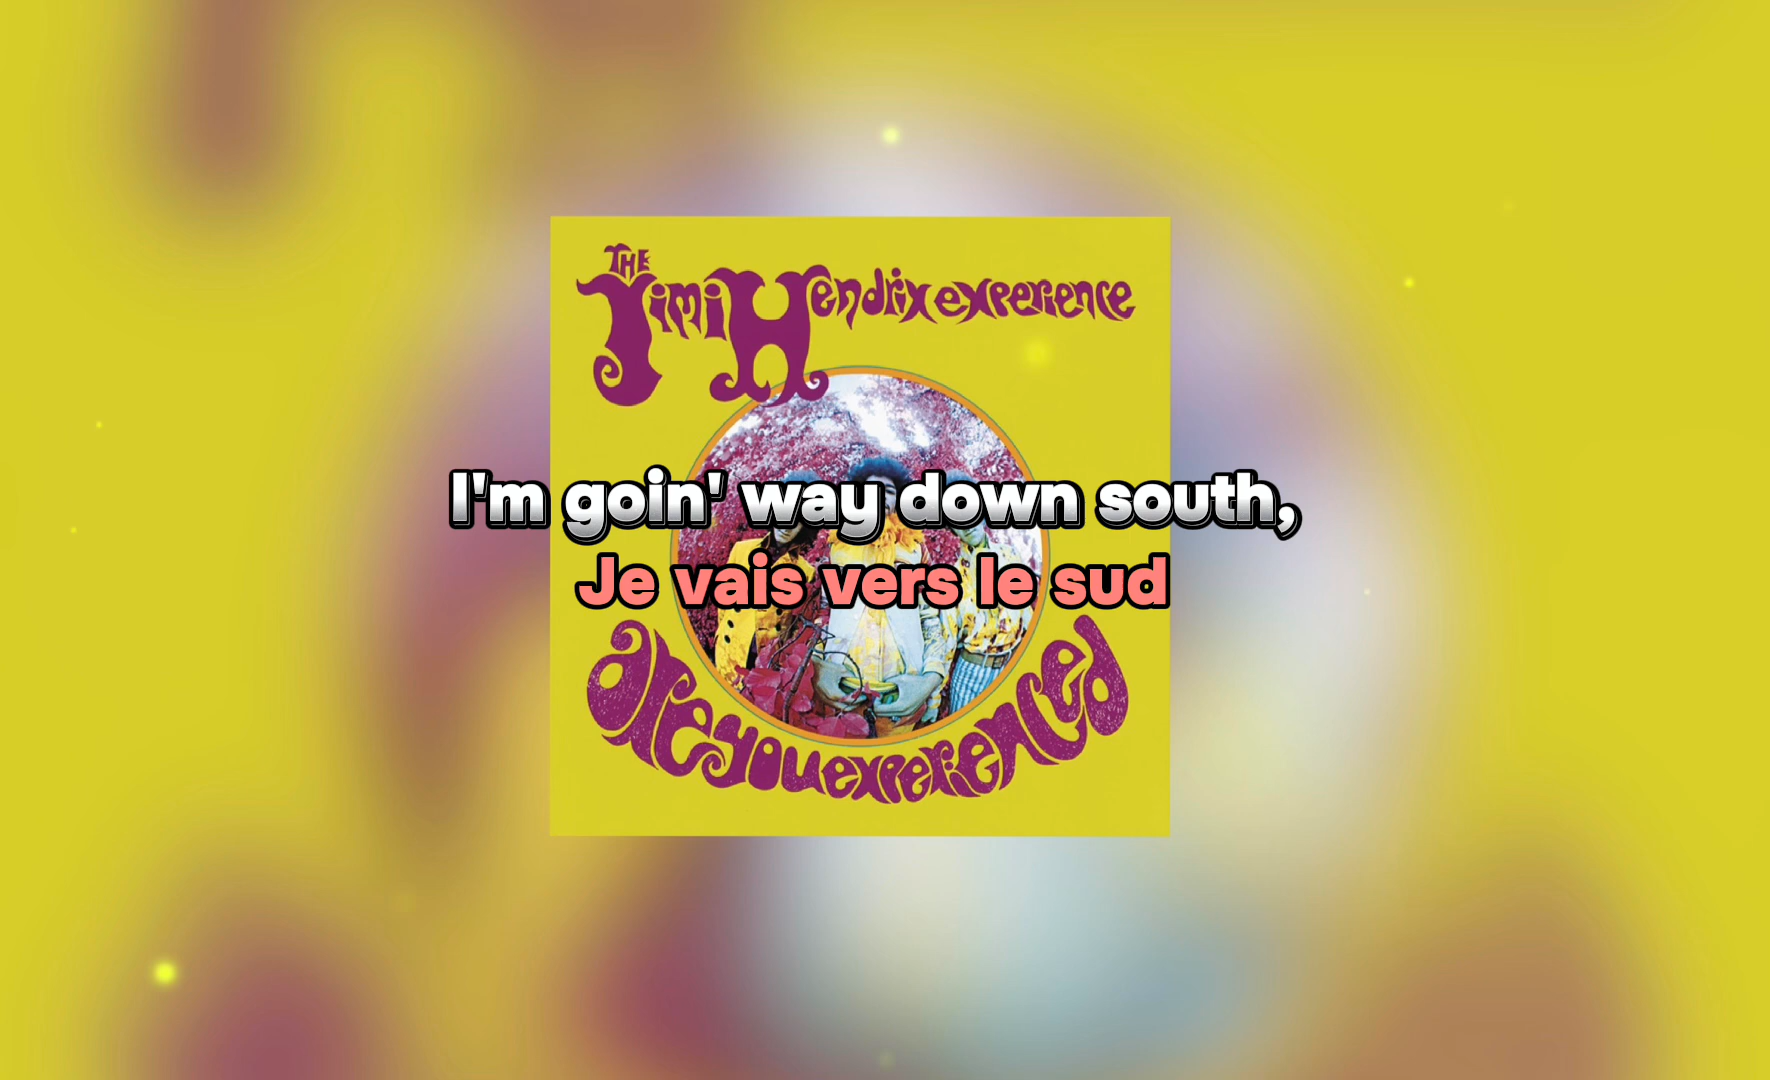 THE
Jimi Hendrix experience
I'm goin' way down south,
Je vais vers le sud
are you experienced